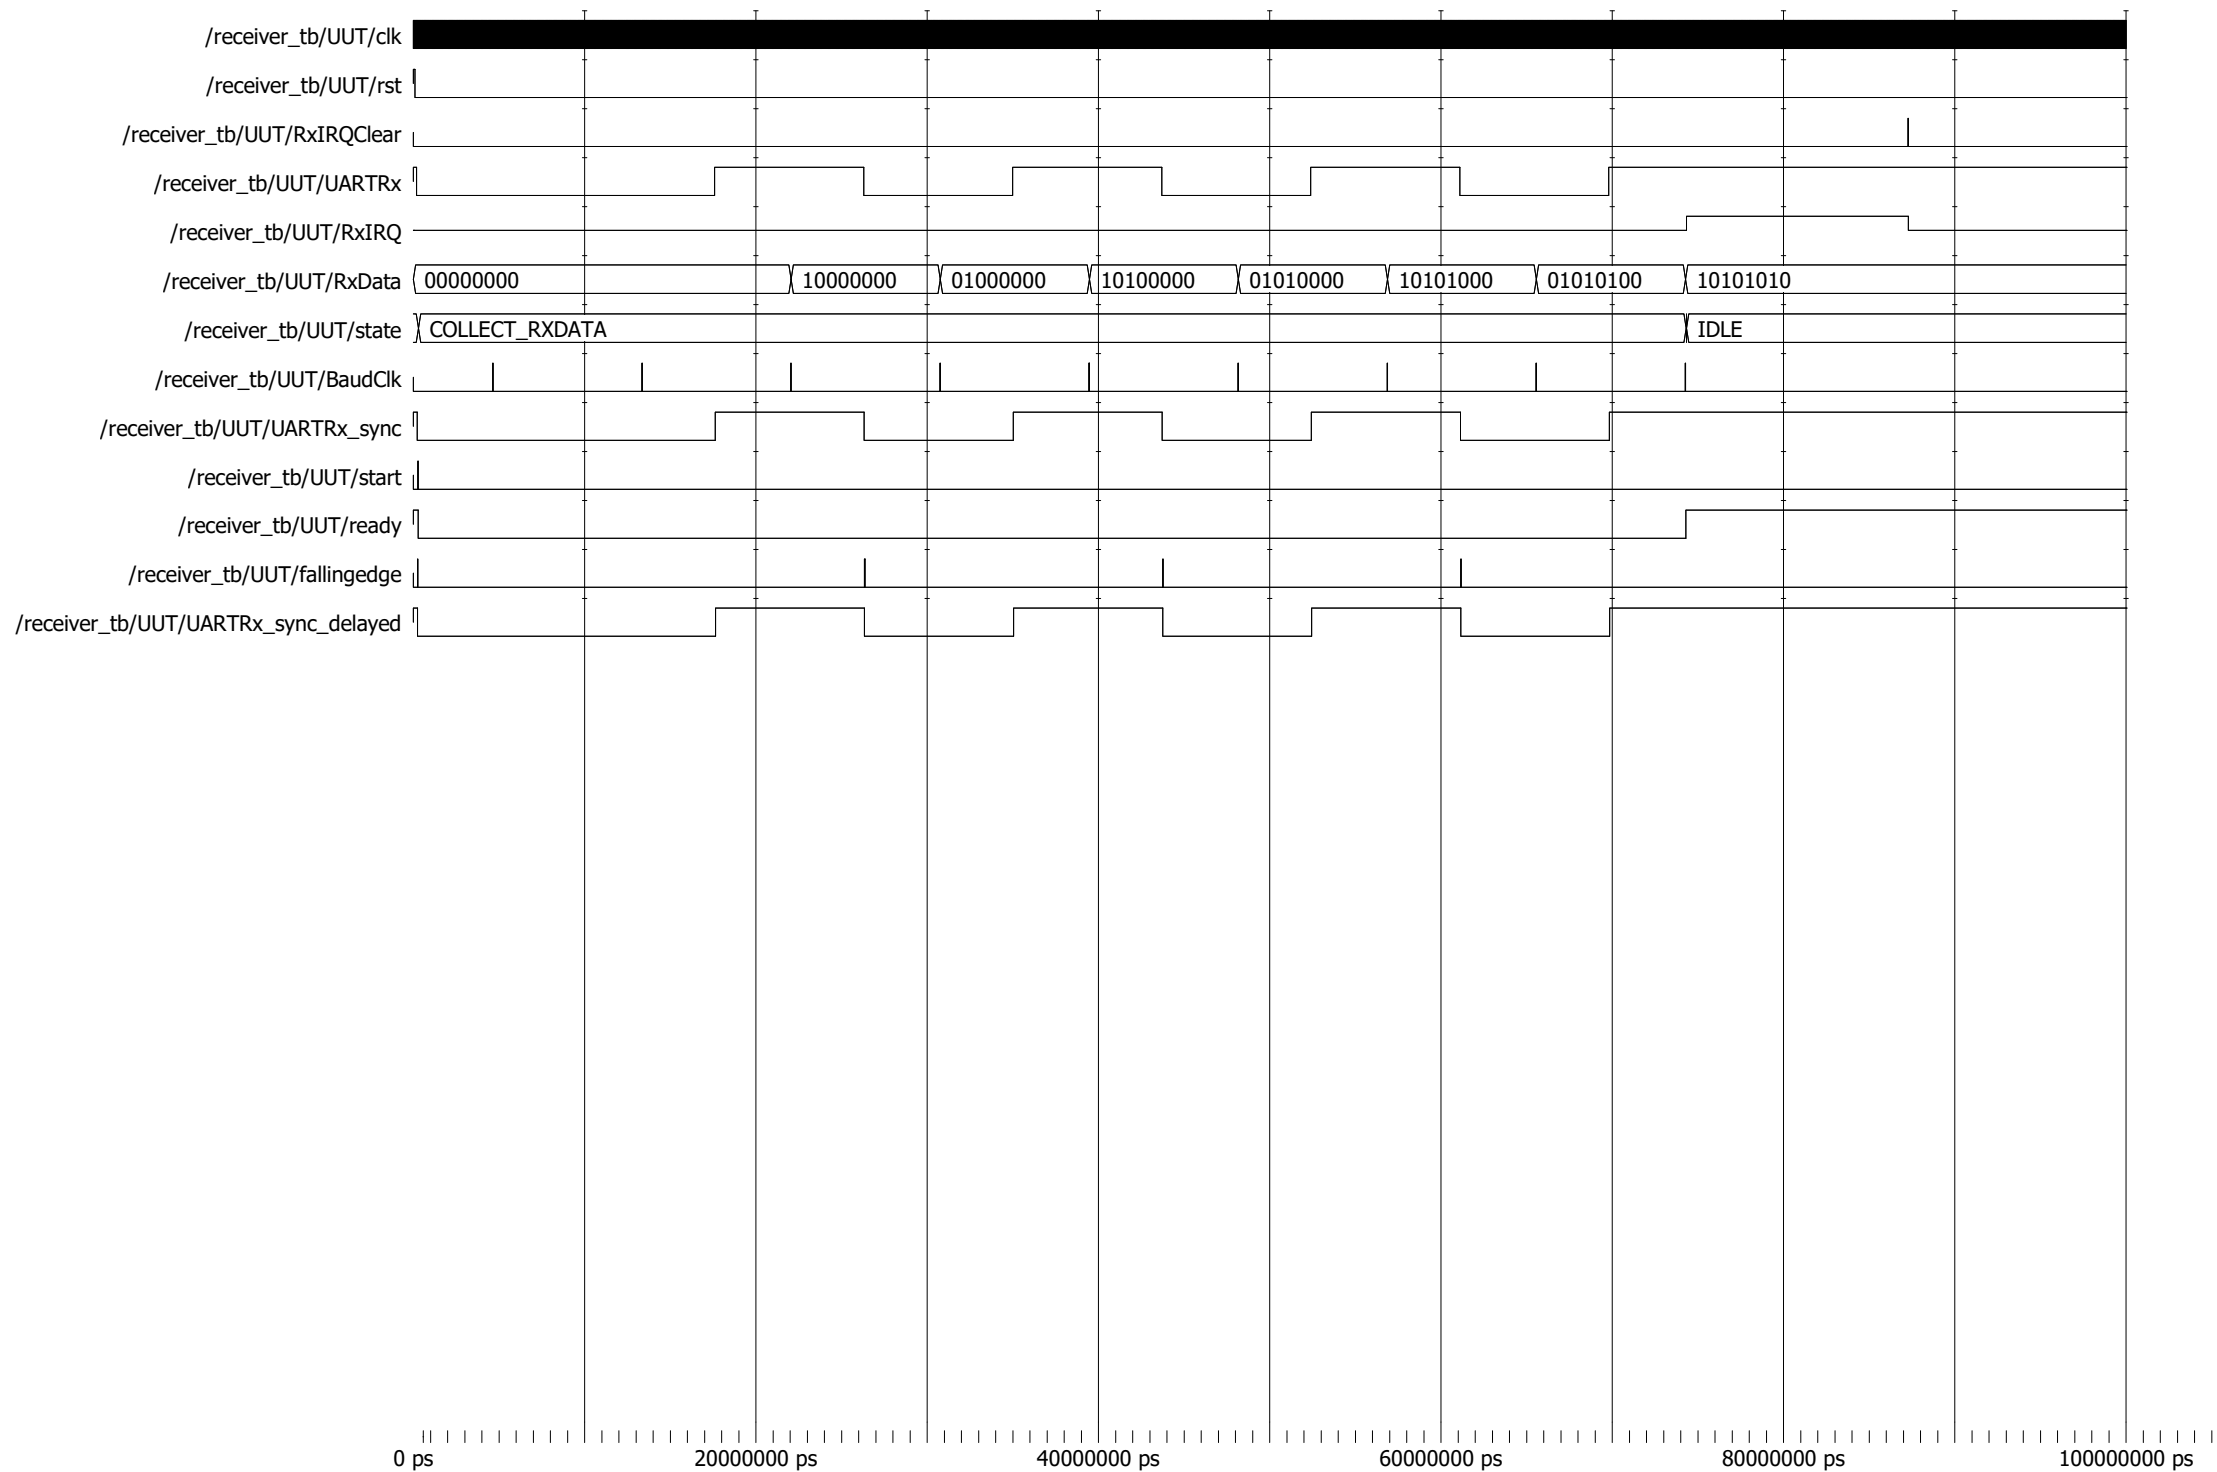 /receiver_tb/UUT/clk
/receiver_tb/UUT/rst
/receiver_tb/UUT/RxIRQClear
/receiver_tb/UUT/UARTRx
/receiver_tb/UUT/RxIRQ
/receiver_tb/UUT/RxData 00000000 10000000 01000000 10100000 01010000 10101000 01010100 10101010
/receiver_tb/UUT/state COLLECT_RXDATA IDLE
/receiver_tb/UUT/BaudClk
/receiver_tb/UUT/UARTRx_sync
/receiver_tb/UUT/start
/receiver_tb/UUT/ready
/receiver_tb/UUT/fallingedge
/receiver_tb/UUT/UARTRx_sync_delayed
0 ps 20000000 ps 40000000 ps 60000000 ps 80000000 ps 100000000 ps